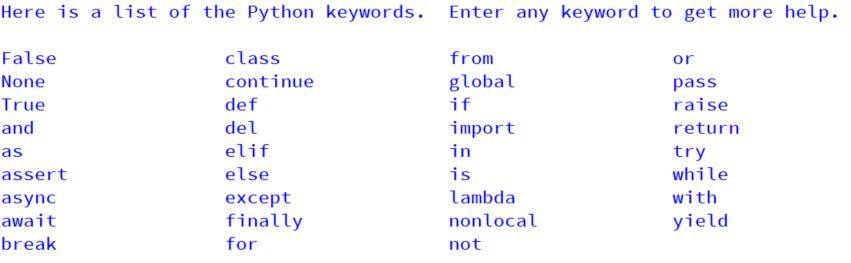 Here is a list of the Python keywords.  Enter any keyword to get more help.
False               class               from                or
None                continue            global              pass
True                def                 if                  raise
and                 del                 import              return
as                  elif                in                  try
assert              else                is                  while
async               except              lambda              with
await               finally             nonlocal            yield
break               for                 not